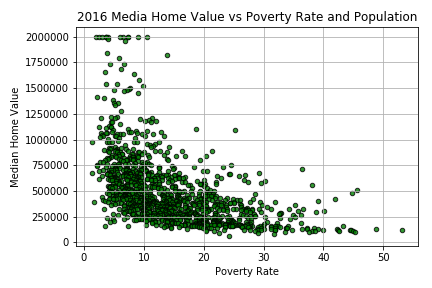 2016 Media Home Value vs Poverty Rate and Population
2000000
1750000
1500000
1250000
1000000
750000
500000
250000
0
Median Home Value
0 10 20 30 40 50
Poverty Rate